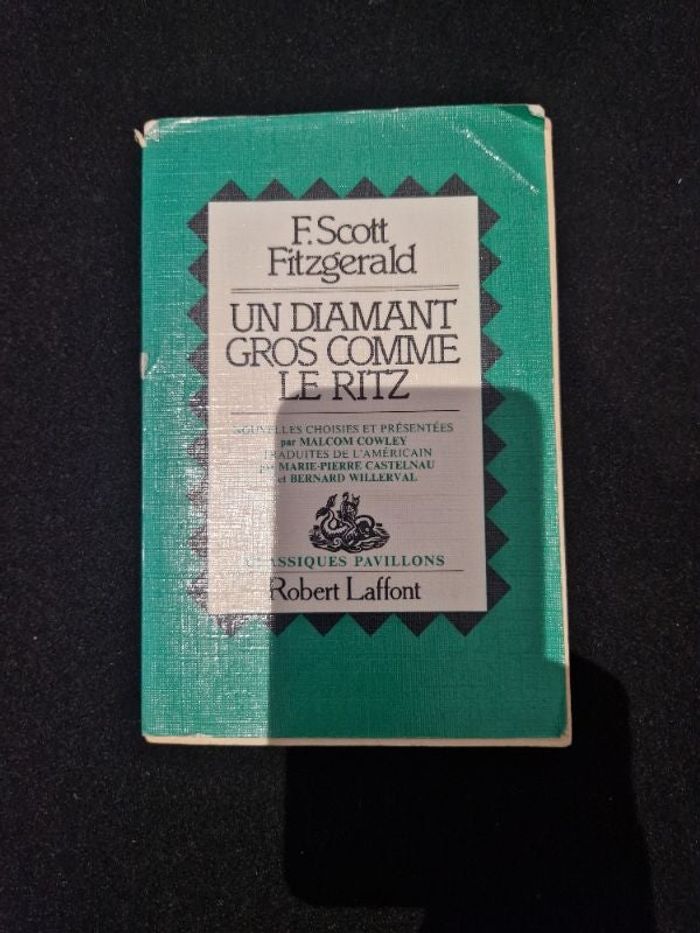 F. Scott
Fitzgerald
UN DIAMANT
GROS COMME
LE RITZ
NOUVELLES CHOISIES ET PRÉSENTÉES
par MALCOM COWLEY
TRADUITES DE L'AMÉRICAIN
par MARIE-PIERRE CASTELNAU
et BERNARD WILLERVAL
CLASSIQUES PAVILLONS
Robert Laffont